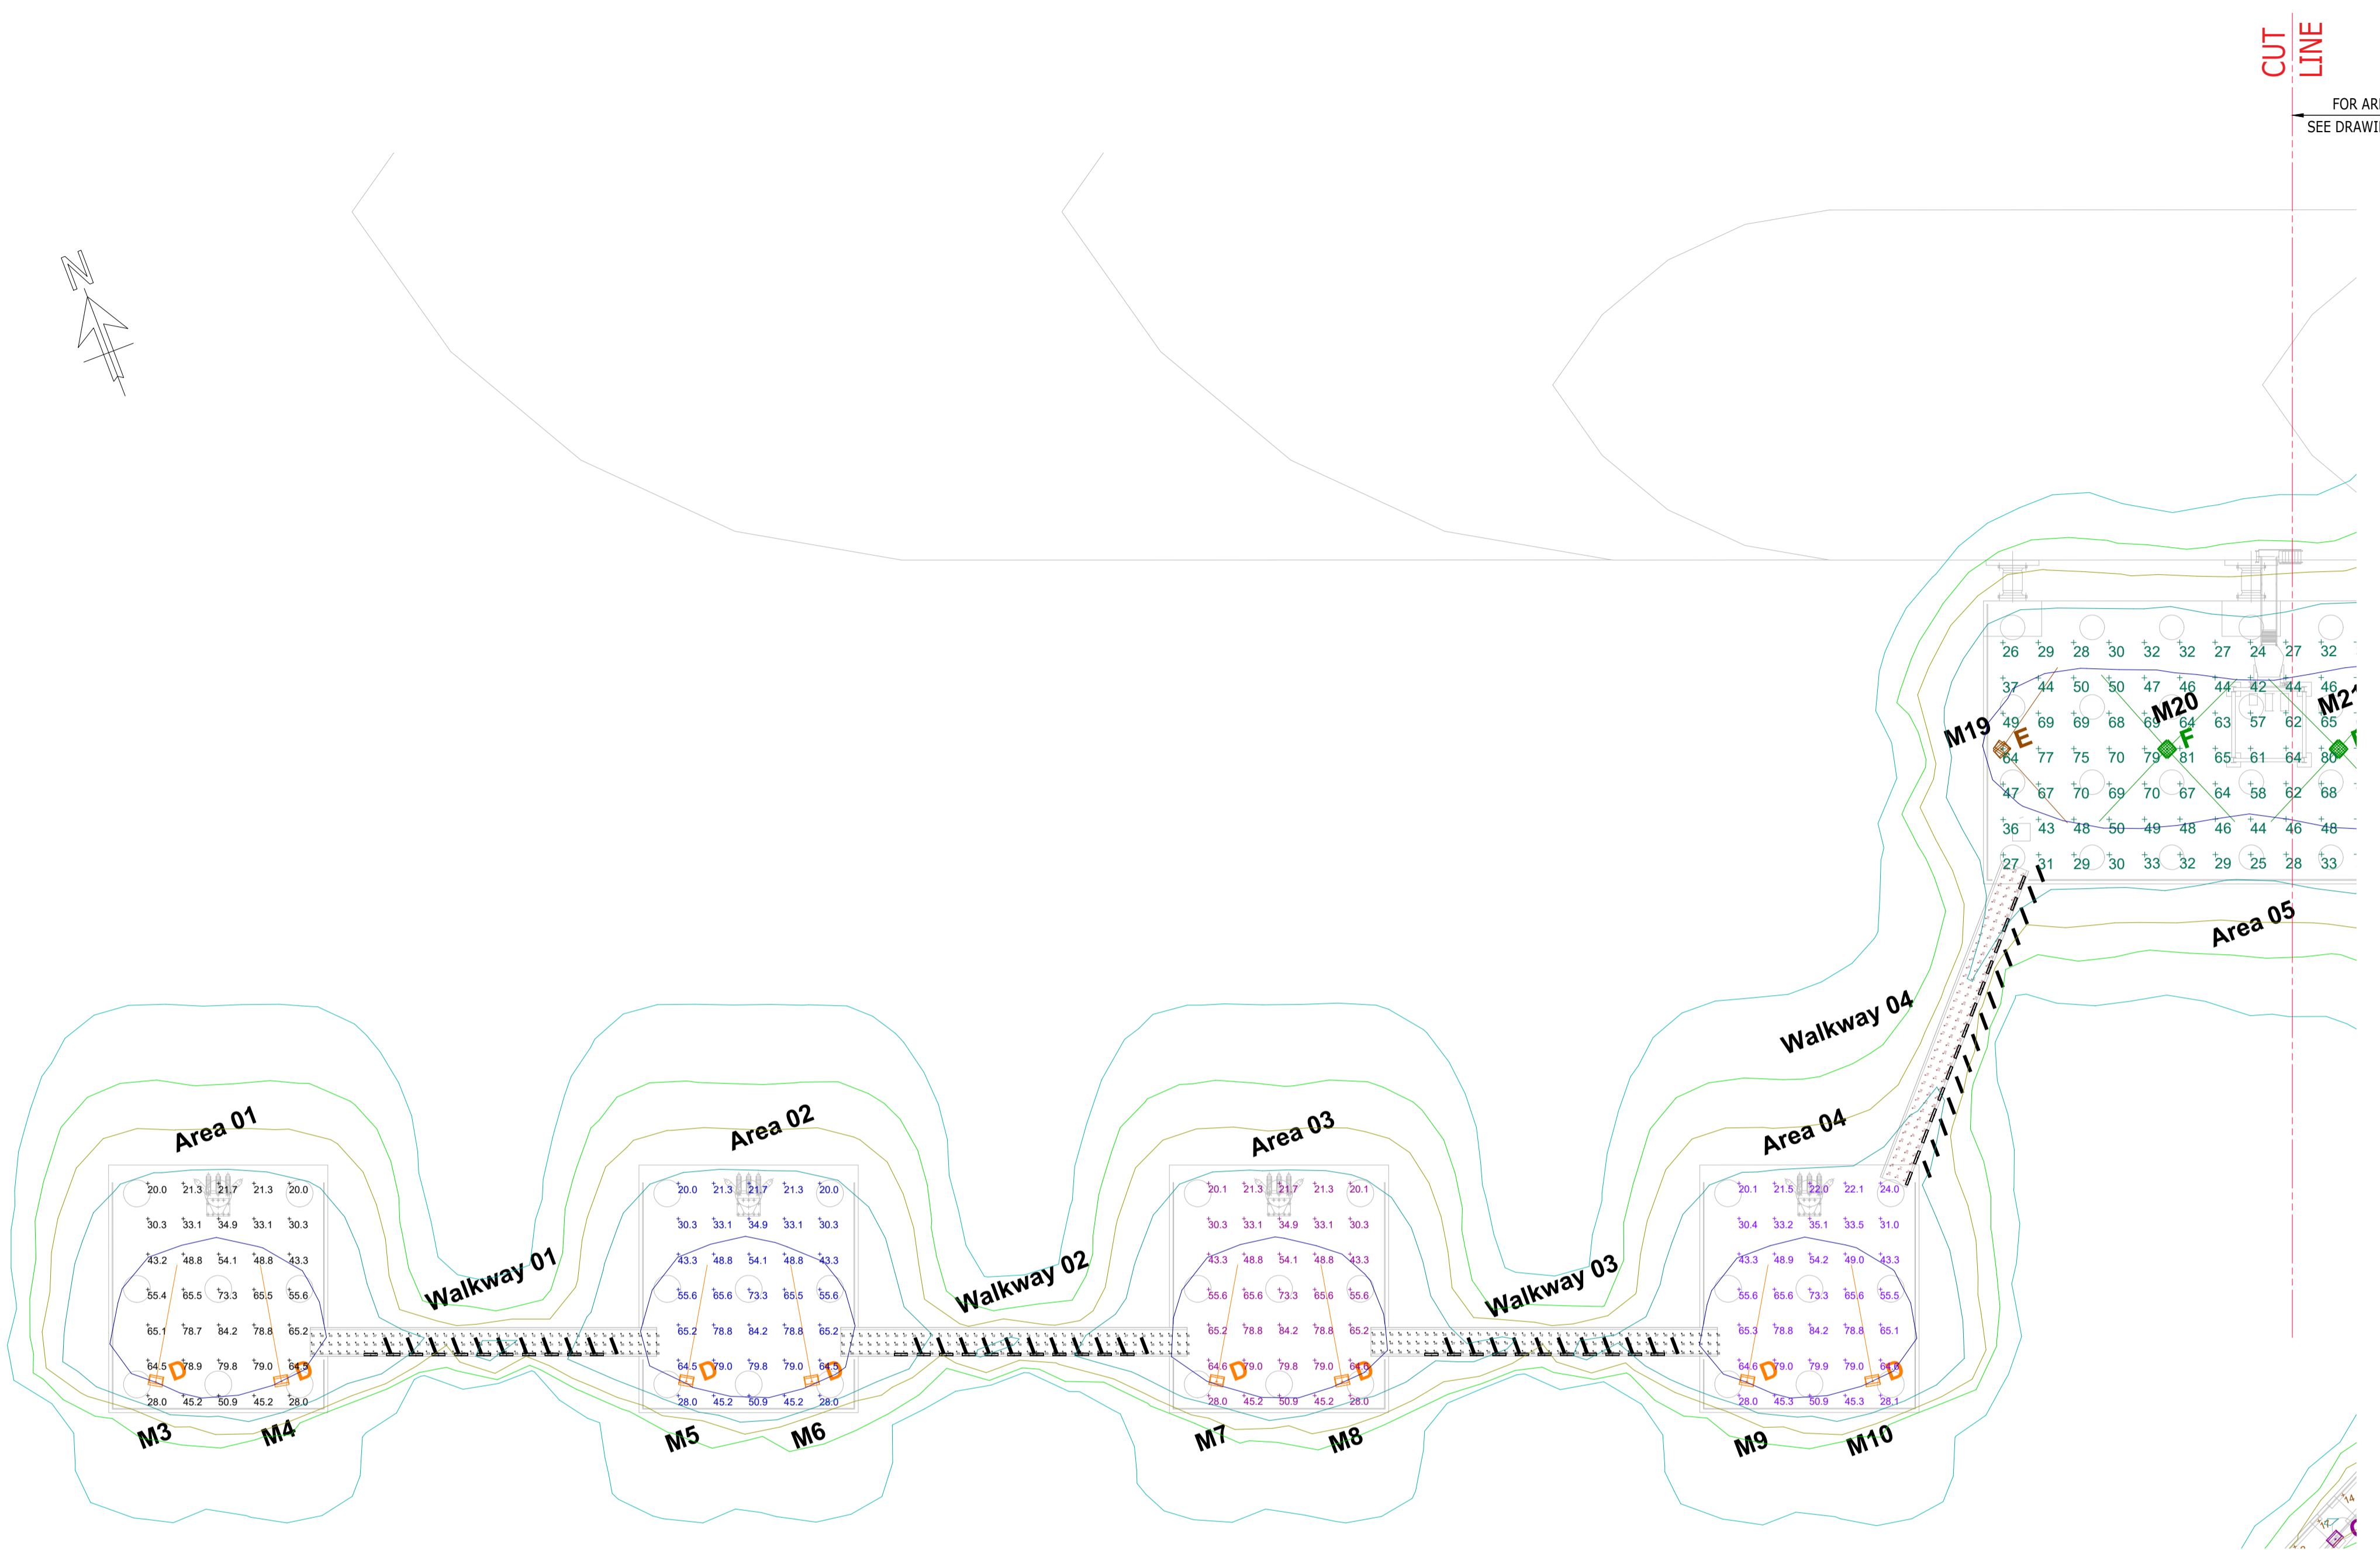 CUT
LINE
FOR AR
SEE DRAWI
N
26 29 28 30 32 32 27 24 27 32
37 44 50 50 47 46 44 42 44 46
M20
M21
M19
49 69 69 68 69 64 63 57 62 65
E
F
64 77 75 70 79 81 65 61 64 80
47 67 70 69 70 67 64 58 62 68
36 43 48 50 49 48 46 44 46 48
27 31 29 30 33 32 29 25 28 33
Area 05
Walkway 04
Area 01
Area 02
Area 03
Area 04
20.0 21.3 21.7 21.3 20.0
30.3 33.1 34.9 33.1 30.3
43.2 48.8 54.1 48.8 43.3
55.4 65.5 73.3 65.5 55.6
65.1 78.7 84.2 78.8 65.2
64.5 78.9 79.8 79.0 64.5
D D
28.0 45.2 50.9 45.2 28.0
M3 M4
Walkway 01
20.0 21.3 21.7 21.3 20.0
30.3 33.1 34.9 33.1 30.3
43.3 48.8 54.1 48.8 43.3
55.6 65.6 73.3 65.5 55.6
65.2 78.8 84.2 78.8 65.2
64.5 79.0 79.8 79.0 64.5
D D
28.0 45.2 50.9 45.2 28.0
M5 M6
Walkway 02
20.1 21.3 21.7 21.3 20.1
30.3 33.1 34.9 33.1 30.3
43.3 48.8 54.1 48.8 43.3
55.6 65.6 73.3 65.6 55.6
65.2 78.8 84.2 78.8 65.2
64.6 79.0 79.8 79.0 64.6
D D
28.0 45.2 50.9 45.2 28.0
M7 M8
Walkway 03
20.1 21.5 22.0 22.1 24.0
30.4 33.2 35.1 33.5 31.0
43.3 48.9 54.2 49.0 43.3
55.6 65.6 73.3 65.6 55.5
65.3 78.8 84.2 78.8 65.1
64.6 79.0 79.9 79.0 64.6
D D
28.0 45.3 50.9 45.3 28.1
M9 M10
14